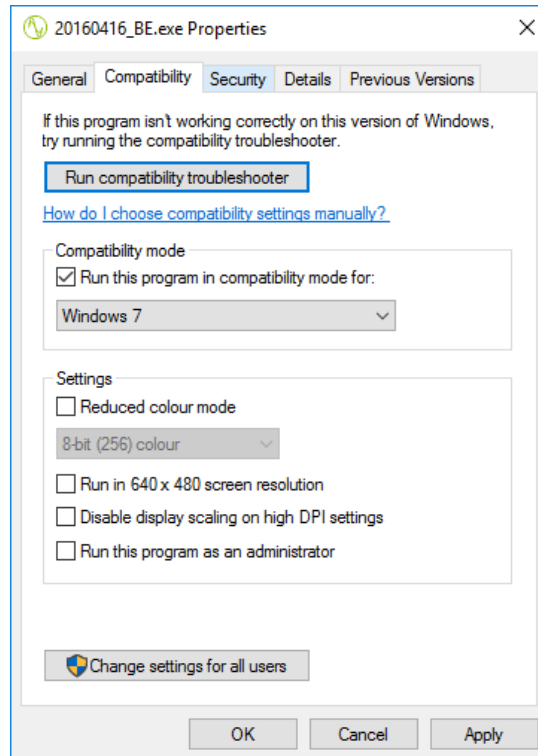 20160416_BE.exe Properties
General Compatibility Security Details Previous Versions
If this program isn't working correctly on this version of Windows,
try running the compatibility troubleshooter.
Run compatibility troubleshooter
How do I choose compatibility settings manually?
Compatibility mode
Run this program in compatibility mode for:
Windows 7
Settings
Reduced colour mode
8-bit (256) colour
Run in 640 x 480 screen resolution
Disable display scaling on high DPI settings
Run this program as an administrator
Change settings for all users
OK Cancel Apply